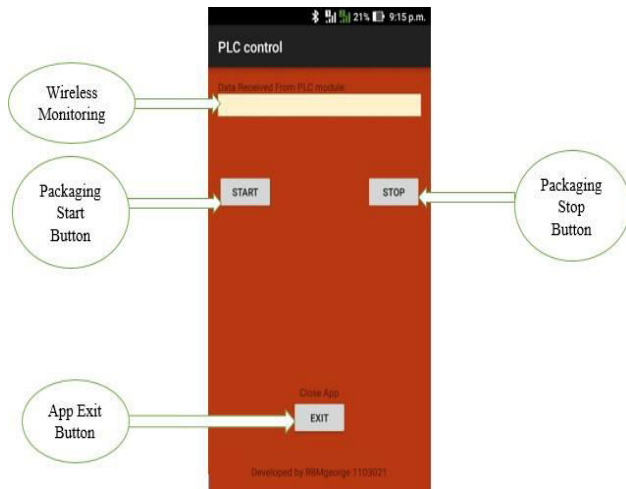 21% 9:15 p.m.
PLC control
Data Received From PLC module:
Wireless
Monitoring
START
STOP
Packaging
Start
Button
Packaging
Stop
Button
Close App
EXIT
App Exit
Button
Developed by RBMgeorge 1103021